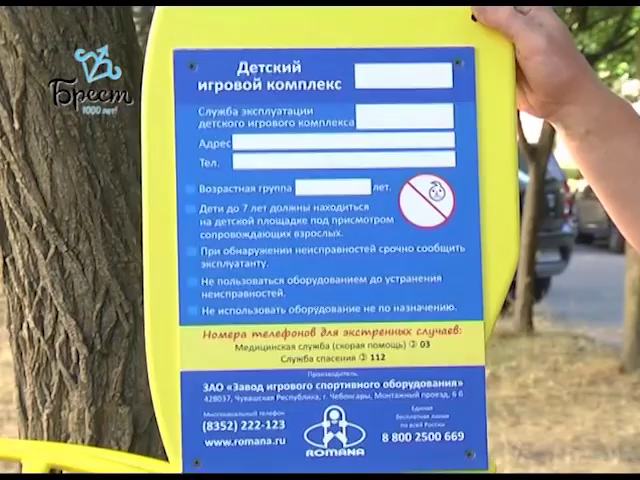 Брест
1000 лет!
Детский
игровой комплекс
Служба эксплуатации
детского игрового комплекса
Адрес
Тел.
Возрастная группа лет.
Дети до 7 лет должны находиться
на детской площадке под присмотром
сопровождающих взрослых.
При обнаружении неисправностей срочно сообщить
эксплуатанту.
Не пользоваться оборудованием до устранения
неисправностей.
Не использовать оборудование не по назначению.
Номера телефонов для экстренных случаев:
Медицинская служба (скорая помощь) ✆ 03
Служба спасения ✆ 112
Производитель:
ЗАО «Завод игрового спортивного оборудования»
428037, Чувашская Республика, г. Чебоксары, Монтажный проезд, 6 б
Многоканальный телефон
(8352) 222-123
www.romana.ru
ROMANA
Единая
бесплатная линия
по всей России
8 800 2500 669